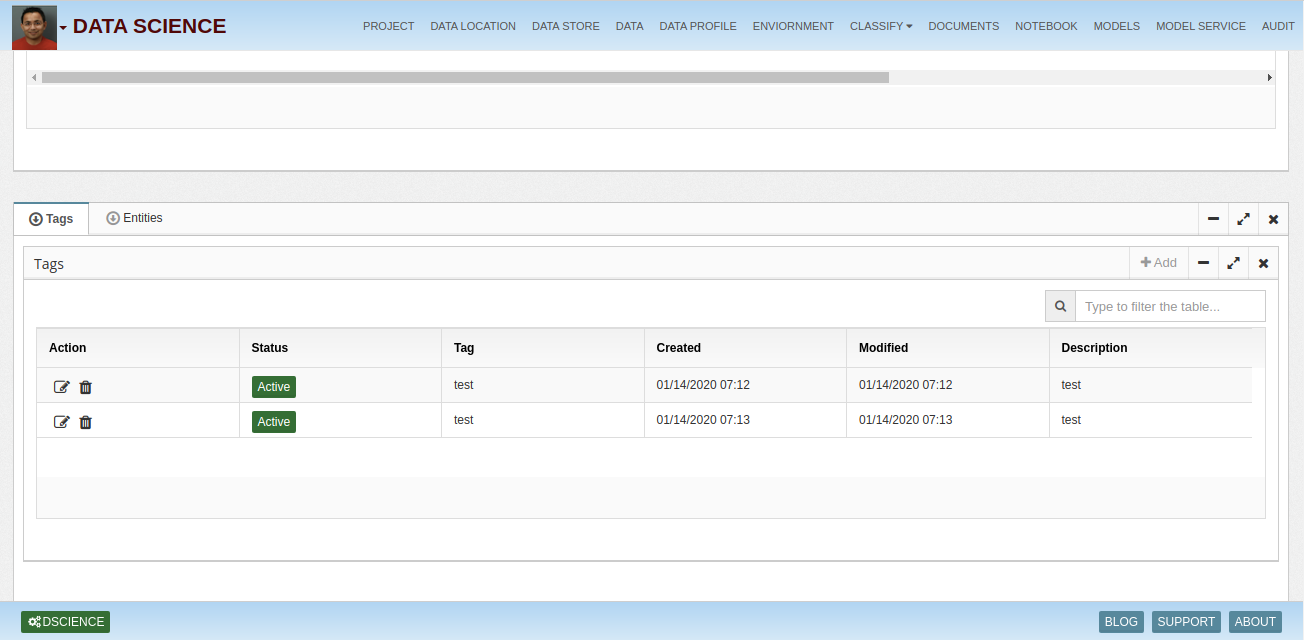 DATA SCIENCE PROJECT DATA LOCATION DATA STORE DATA DATA PROFILE ENVIORNMENT CLASSIFY DOCUMENTS NOTEBOOK MODELS MODEL SERVICE AUDIT
Tags Entities
Tags Add
Type to filter the table...
Action Status Tag Created Modified Description
Active test 01/14/2020 07:12 01/14/2020 07:12 test
Active test 01/14/2020 07:13 01/14/2020 07:13 test
DSCIENCE BLOG SUPPORT ABOUT